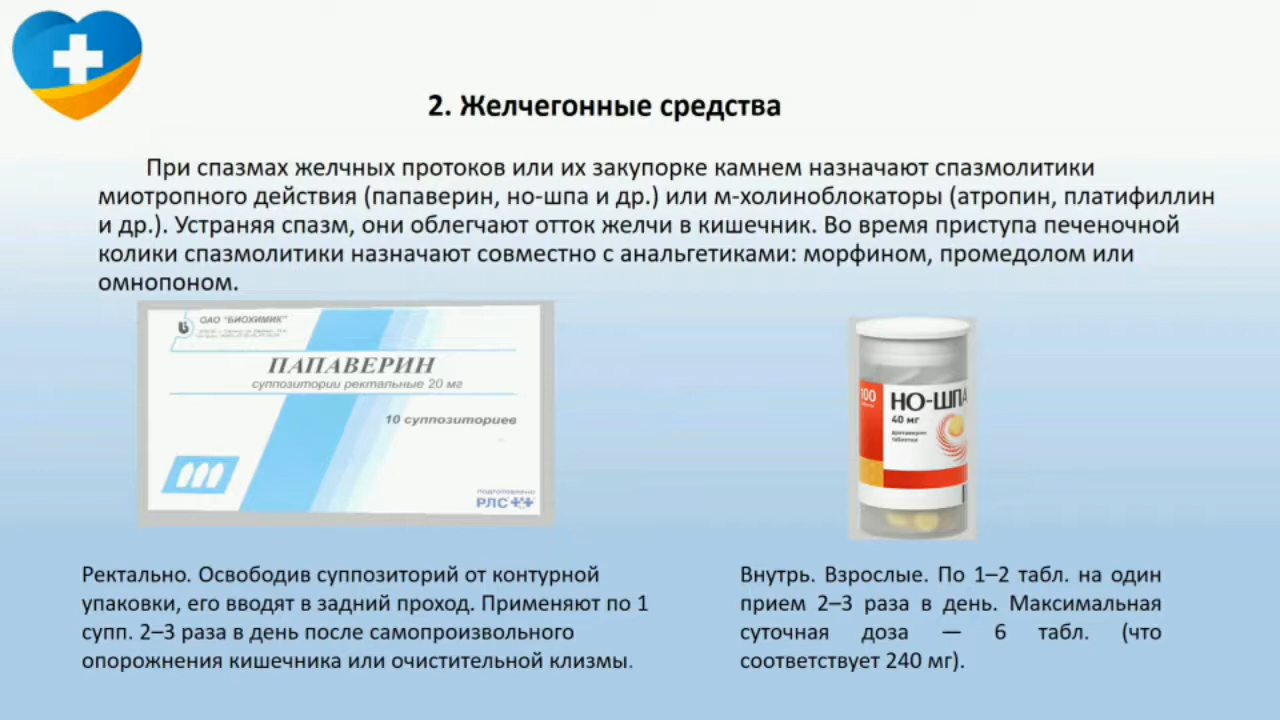 2. Желчегонные средства
При спазмах желчных протоков или их закупорке камнем назначают спазмолитики
миотропного действия (папаверин, но-шпа и др.) или м-холиноблокаторы (атропин, платифиллин
и др.). Устраняя спазм, они облегчают отток желчи в кишечник. Во время приступа печеночной
колики спазмолитики назначают совместно с анальгетиками: морфином, промедолом или
омнопоном.
ОАО "БИОХИМИК"
ПАПАВЕРИН
суппозитории ректальные 20 мг
10 суппозиториев
подготовлено
РЛС
100
НО-ШПА
40 мг
дротаверин
таблетки
Ректально. Освободив суппозиторий от контурной
упаковки, его вводят в задний проход. Применяют по 1
супп. 2–3 раза в день после самопроизвольного
опорожнения кишечника или очистительной клизмы.
Внутрь. Взрослые. По 1–2 табл. на один
прием 2–3 раза в день. Максимальная
суточная доза — 6 табл. (что
соответствует 240 мг).